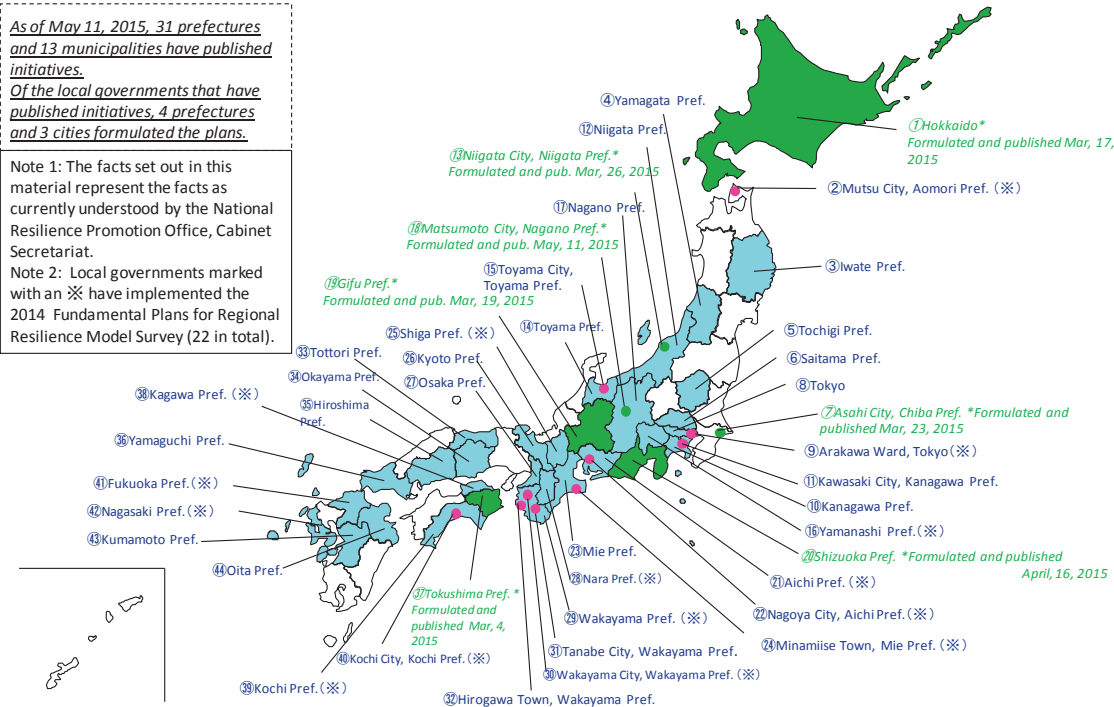 As of May 11, 2015, 31 prefectures
and 13 municipalities have published
initiatives.
Of the local governments that have
published initiatives, 4 prefectures
and 3 cities formulated the plans.
Note 1: The facts set out in this
material represent the facts as
currently understood by the National
Resilience Promotion Office, Cabinet
Secretariat.
Note 2: Local governments marked
with an ※ have implemented the
2014 Fundamental Plans for Regional
Resilience Model Survey (22 in total).
④Yamagata Pref.
⑫Niigata Pref.
⑬Niigata City, Niigata Pref.*
Formulated and pub. Mar, 26, 2015
⑰Nagano Pref.
⑱Matsumoto City, Nagano Pref.*
Formulated and pub. May, 11, 2015
⑮Toyama City,
Toyama Pref.
⑲Gifu Pref.*
Formulated and pub. Mar, 19, 2015
⑭Toyama Pref.
㉕Shiga Pref.(※)
㉖Kyoto Pref.
㉗Osaka Pref.
㉝Tottori Pref.
㉞Okayama Pref.
㉟Hiroshima
Pref.
㊳Kagawa Pref.(※)
㊱Yamaguchi Pref.
㊶Fukuoka Pref.(※)
㊷Nagasaki Pref.(※)
㊸Kumamoto Pref.
㊹Oita Pref.
①Hokkaido*
Formulated and published Mar, 17,
2015
②Mutsu City, Aomori Pref.(※)
③Iwate Pref.
⑤Tochigi Pref.
⑥Saitama Pref.
⑧Tokyo
⑦Asahi City, Chiba Pref. *Formulated and
published Mar, 23, 2015
⑨Arakawa Ward, Tokyo(※)
⑪Kawasaki City, Kanagawa Pref.
⑩Kanagawa Pref.
⑯Yamanashi Pref.(※)
⑳Shizuoka Pref. *Formulated and published
April, 16, 2015
㉑Aichi Pref.(※)
㉒Nagoya City, Aichi Pref.(※)
㉔Minamiise Town, Mie Pref.(※)
㉓Mie Pref.
㉘Nara Pref.(※)
㉙Wakayama Pref.(※)
㉛Tanabe City, Wakayama Pref.
㉚Wakayama City, Wakayama Pref.(※)
㉜Hirogawa Town, Wakayama Pref.
㊲Tokushima Pref. *
Formulated and
published Mar, 4,
2015
㊵Kochi City, Kochi Pref.(※)
㊴Kochi Pref.(※)